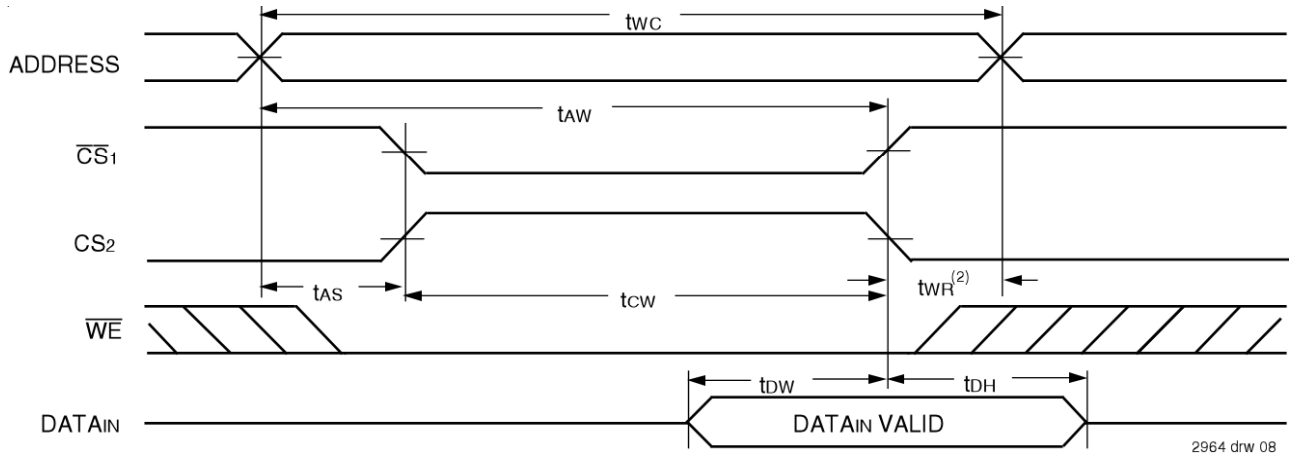 tWC
ADDRESS
tAW
CS1
CS2
tAS
tCW
tWR(2)
WE
tDW
tDH
DATAIN
DATAIN VALID
2964 drw 08